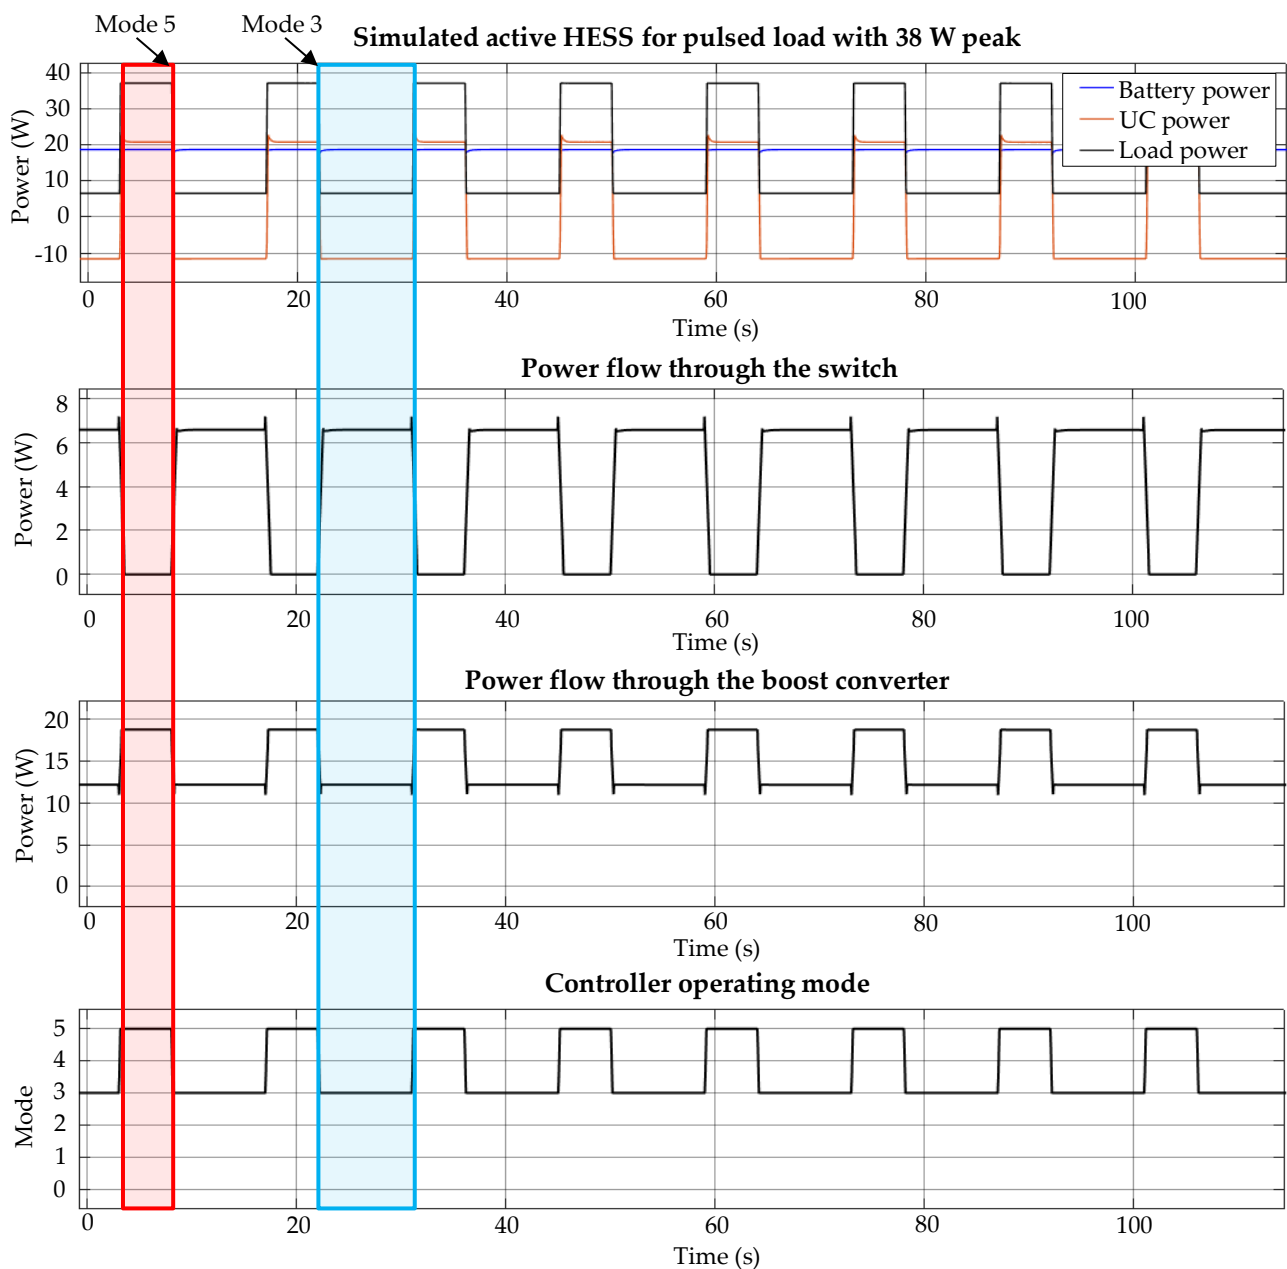 Mode 5
Mode 3
Simulated active HESS for pulsed load with 38 W peak
Power (W)
40
30
20
10
0
-10
Battery power
UC power
Load power
0 20 40 60 80 100
Time (s)
Power flow through the switch
Power (W)
8
6
4
2
0
0 20 40 60 80 100
Time (s)
Power flow through the boost converter
Power (W)
20
15
10
5
0
0 20 40 60 80 100
Time (s)
Controller operating mode
Mode
5
4
3
2
1
0
0 20 40 60 80 100
Time (s)